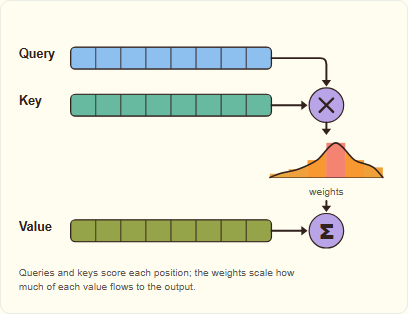 Query
Key
weights
Value
Σ
Queries and keys score each position; the weights scale how
much of each value flows to the output.